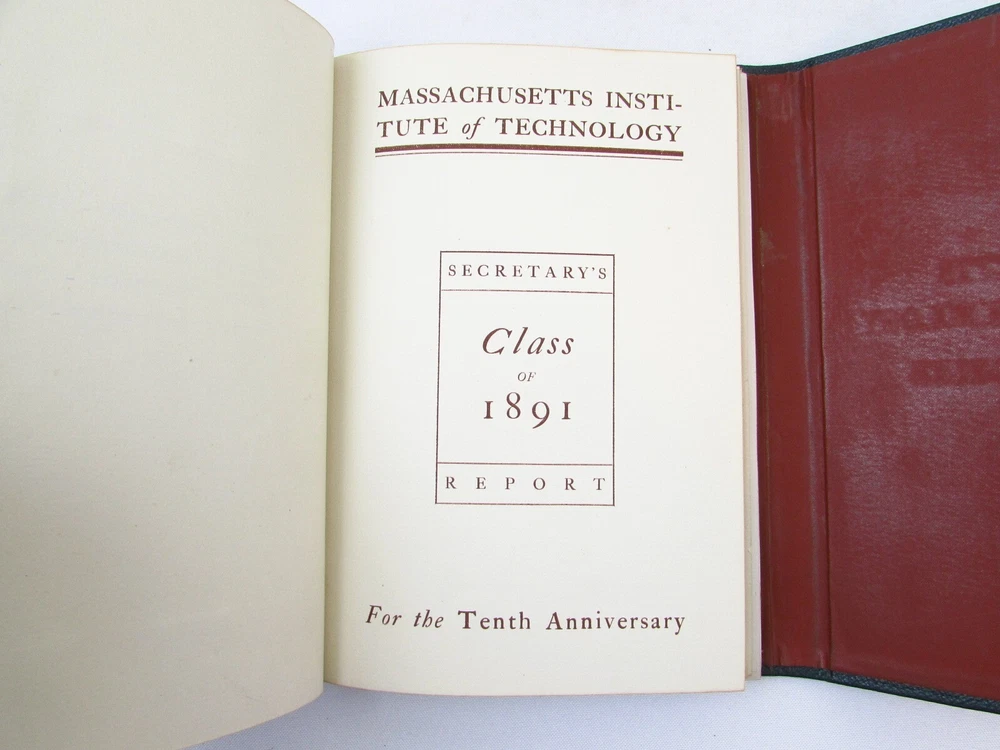 MASSACHUSETTS INSTI-
TUTE of TECHNOLOGY
SECRETARY'S
Class
OF
1891
REPORT
For the Tenth Anniversary